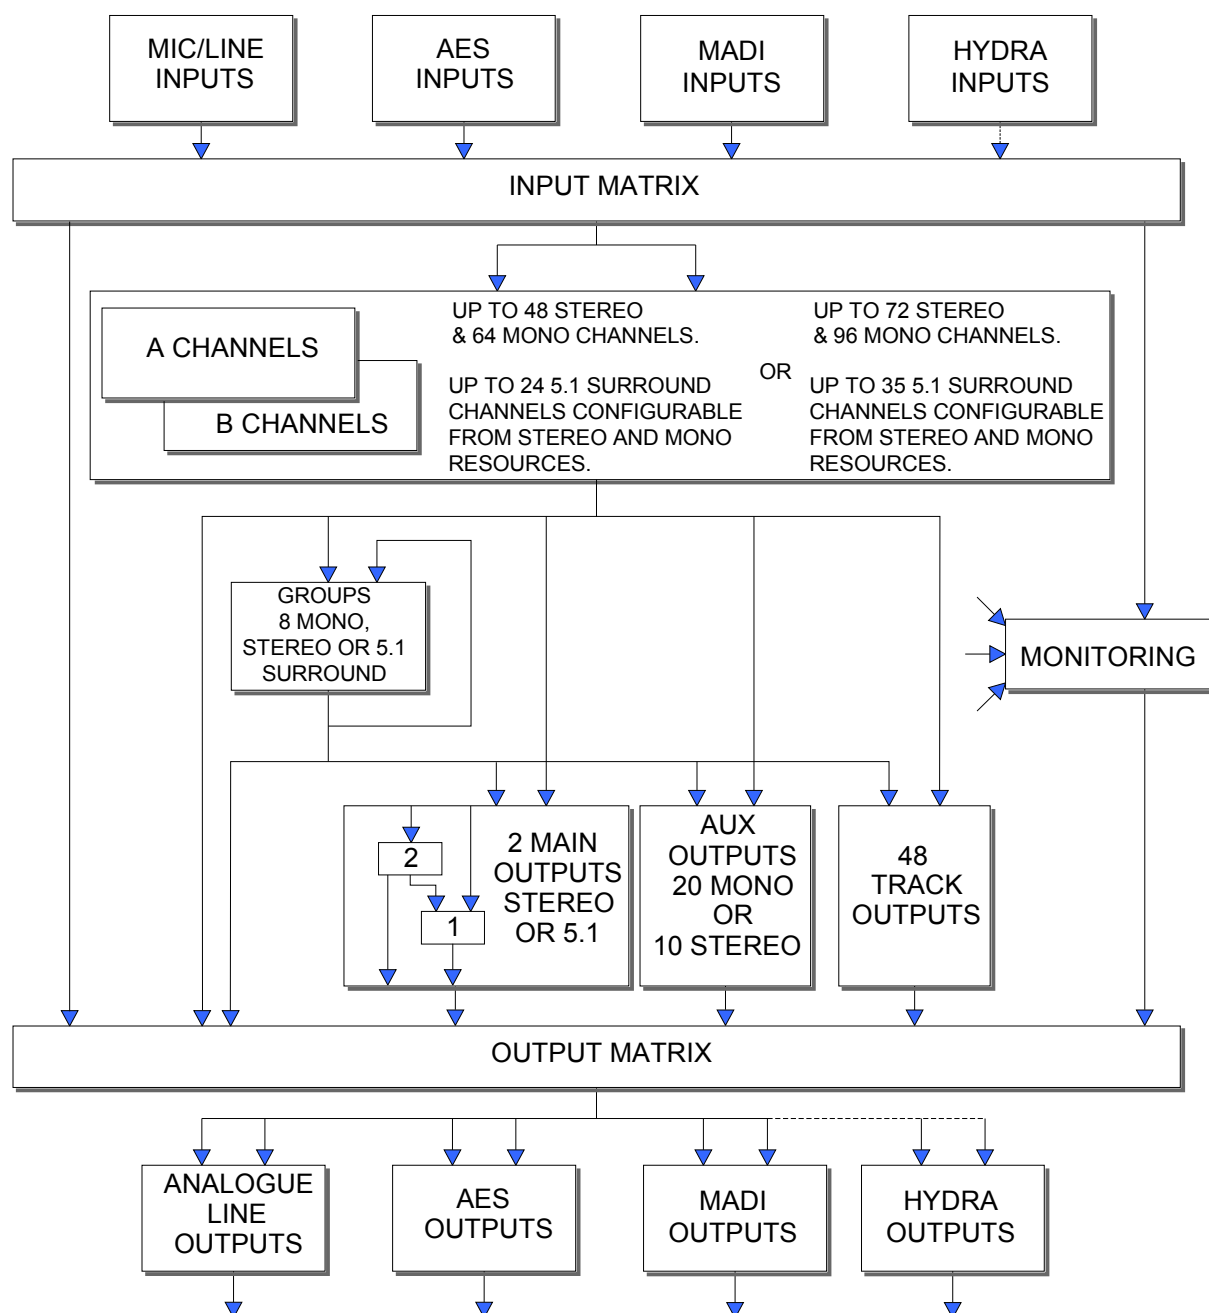 MIC/LINE
INPUTS
AES
INPUTS
MADI
INPUTS
HYDRA
INPUTS
INPUT MATRIX
A CHANNELS
B CHANNELS
UP TO 48 STEREO
& 64 MONO CHANNELS.
UP TO 24 5.1 SURROUND
CHANNELS CONFIGURABLE
FROM STEREO AND MONO
RESOURCES.
OR
UP TO 72 STEREO
& 96 MONO CHANNELS.
UP TO 35 5.1 SURROUND
CHANNELS CONFIGURABLE
FROM STEREO AND MONO
RESOURCES.
GROUPS
8 MONO,
STEREO OR 5.1
SURROUND
MONITORING
2
1
2 MAIN
OUTPUTS
STEREO
OR 5.1
AUX
OUTPUTS
20 MONO
OR
10 STEREO
48
TRACK
OUTPUTS
OUTPUT MATRIX
ANALOGUE
LINE
OUTPUTS
AES
OUTPUTS
MADI
OUTPUTS
HYDRA
OUTPUTS